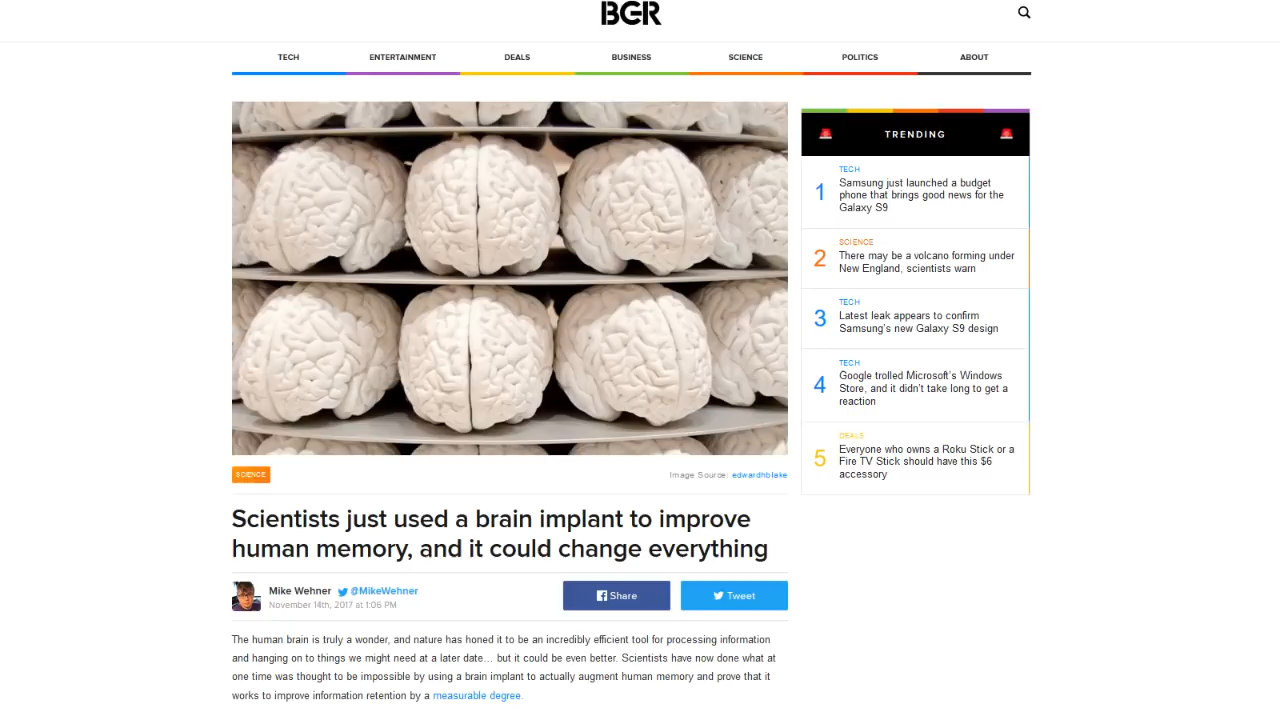 BGR
TECH
ENTERTAINMENT
DEALS
BUSINESS
SCIENCE
POLITICS
ABOUT
TRENDING
TECH
1
Samsung just launched a budget
phone that brings good news for the
Galaxy S9
SCIENCE
2
There may be a volcano forming under
New England, scientists warn
TECH
3
Latest leak appears to confirm
Samsung's new Galaxy S9 design
TECH
4
Google trolled Microsoft's Windows
Store, and it didn't take long to get a
reaction
DEALS
5
Everyone who owns a Roku Stick or a
Fire TV Stick should have this $6
accessory
SCIENCE
Image Source: edwardhblake
Scientists just used a brain implant to improve
human memory, and it could change everything
Mike Wehner @MikeWehner
November 14th, 2017 at 1:06 PM
Share
Tweet
The human brain is truly a wonder, and nature has honed it to be an incredibly efficient tool for processing information
and hanging on to things we might need at a later date… but it could be even better. Scientists have now done what at
one time was thought to be impossible by using a brain implant to actually augment human memory and prove that it
works to improve information retention by a measurable degree.